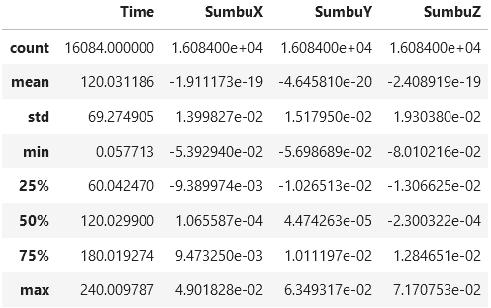 Time SumbuX SumbuY SumbuZ
count 16084.000000 1.608400e+04 1.608400e+04 1.608400e+04
mean 120.031186 -1.911173e-19 -4.645810e-20 -2.408919e-19
std 69.274905 1.399827e-02 1.517950e-02 1.930380e-02
min 0.057713 -5.392940e-02 -5.698689e-02 -8.010216e-02
25% 60.042470 -9.389974e-03 -1.026513e-02 -1.306625e-02
50% 120.029900 1.065587e-04 4.474263e-05 -2.300322e-04
75% 180.019274 9.473250e-03 1.011197e-02 1.284651e-02
max 240.009787 4.901828e-02 6.349317e-02 7.170753e-02